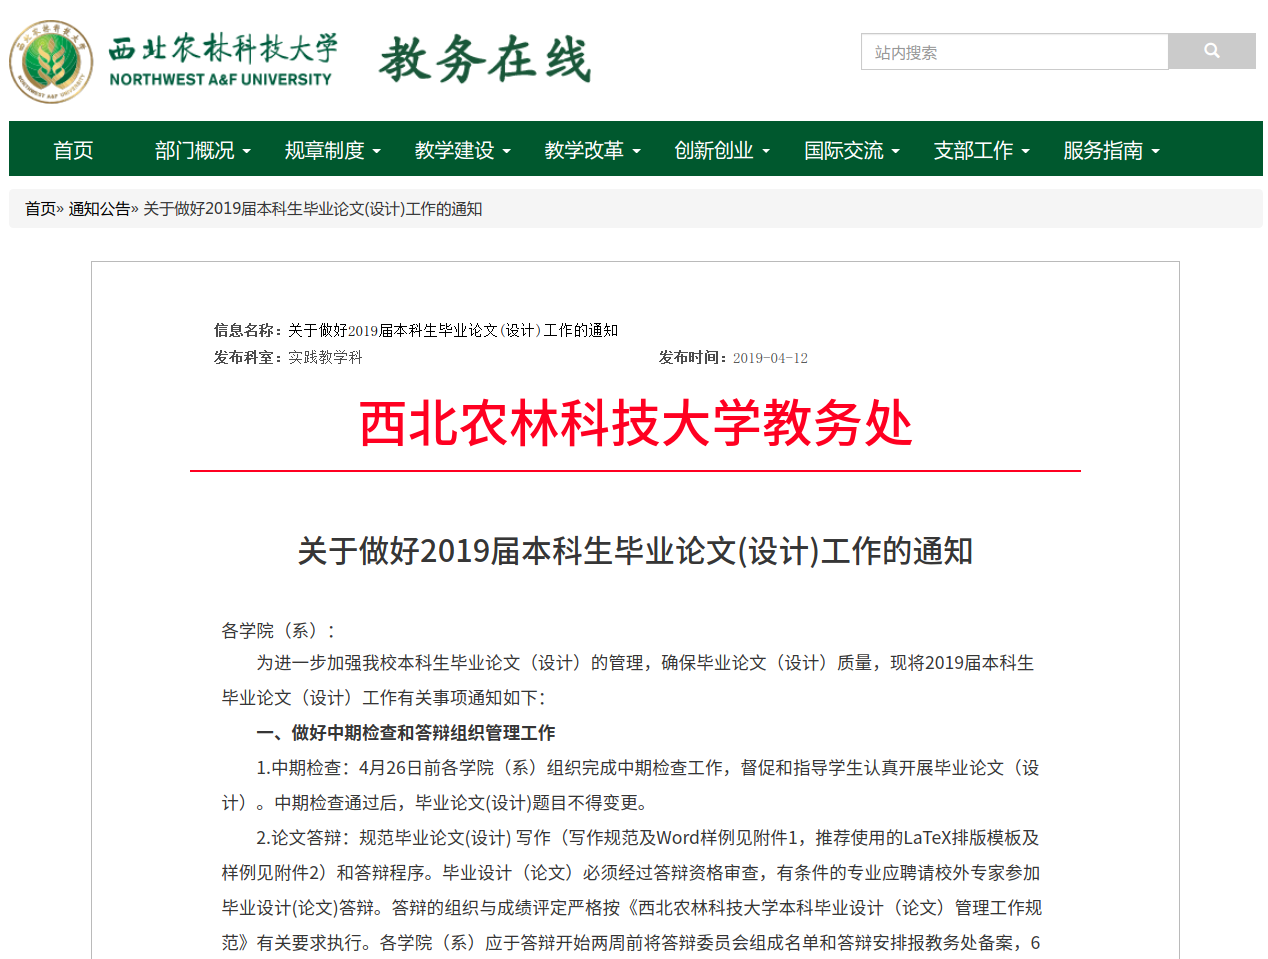 西北农林科技大学
NORTHWEST A&F UNIVERSITY
教务在线
站内搜索
首页 部门概况 规章制度 教学建设 教学改革 创新创业 国际交流 支部工作 服务指南
首页» 通知公告» 关于做好2019届本科生毕业论文(设计)工作的通知
信息名称：关于做好2019届本科生毕业论文(设计)工作的通知
发布科室：实践教学科 发布时间：2019-04-12
西北农林科技大学教务处
关于做好2019届本科生毕业论文(设计)工作的通知
各学院（系）：
为进一步加强我校本科生毕业论文（设计）的管理，确保毕业论文（设计）质量，现将2019届本科生
毕业论文（设计）工作有关事项通知如下：
一、做好中期检查和答辩组织管理工作
1.中期检查：4月26日前各学院（系）组织完成中期检查工作，督促和指导学生认真开展毕业论文（设
计）。中期检查通过后，毕业论文(设计)题目不得变更。
2.论文答辩：规范毕业论文(设计) 写作（写作规范及Word样例见附件1，推荐使用的LaTeX排版模板及
样例见附件2）和答辩程序。毕业设计（论文）必须经过答辩资格审查，有条件的专业应聘请校外专家参加
毕业设计(论文)答辩。答辩的组织与成绩评定严格按《西北农林科技大学本科毕业设计（论文）管理工作规
范》有关要求执行。各学院（系）应于答辩开始两周前将答辩委员会组成名单和答辩安排报教务处备案，6